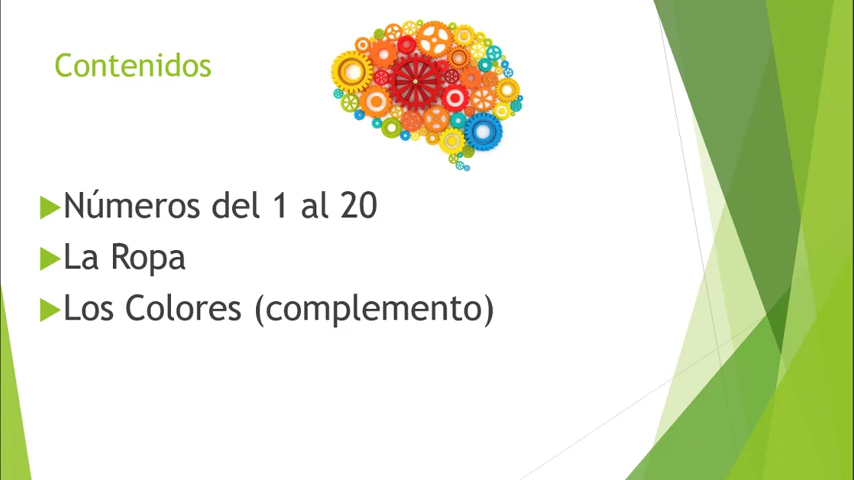 Contenidos
Números del 1 al 20
La Ropa
Los Colores (complemento)